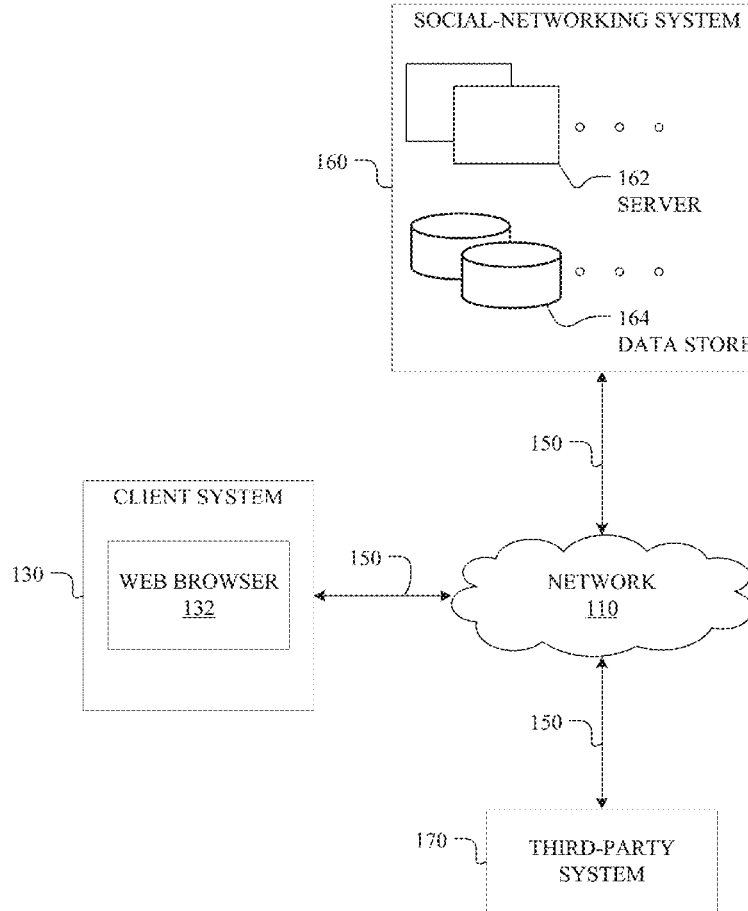 SOCIAL-NETWORKING SYSTEM
160
162
SERVER
164
DATA STORE
150
CLIENT SYSTEM
130
WEB BROWSER
132
150
NETWORK
110
150
170
THIRD-PARTY
SYSTEM